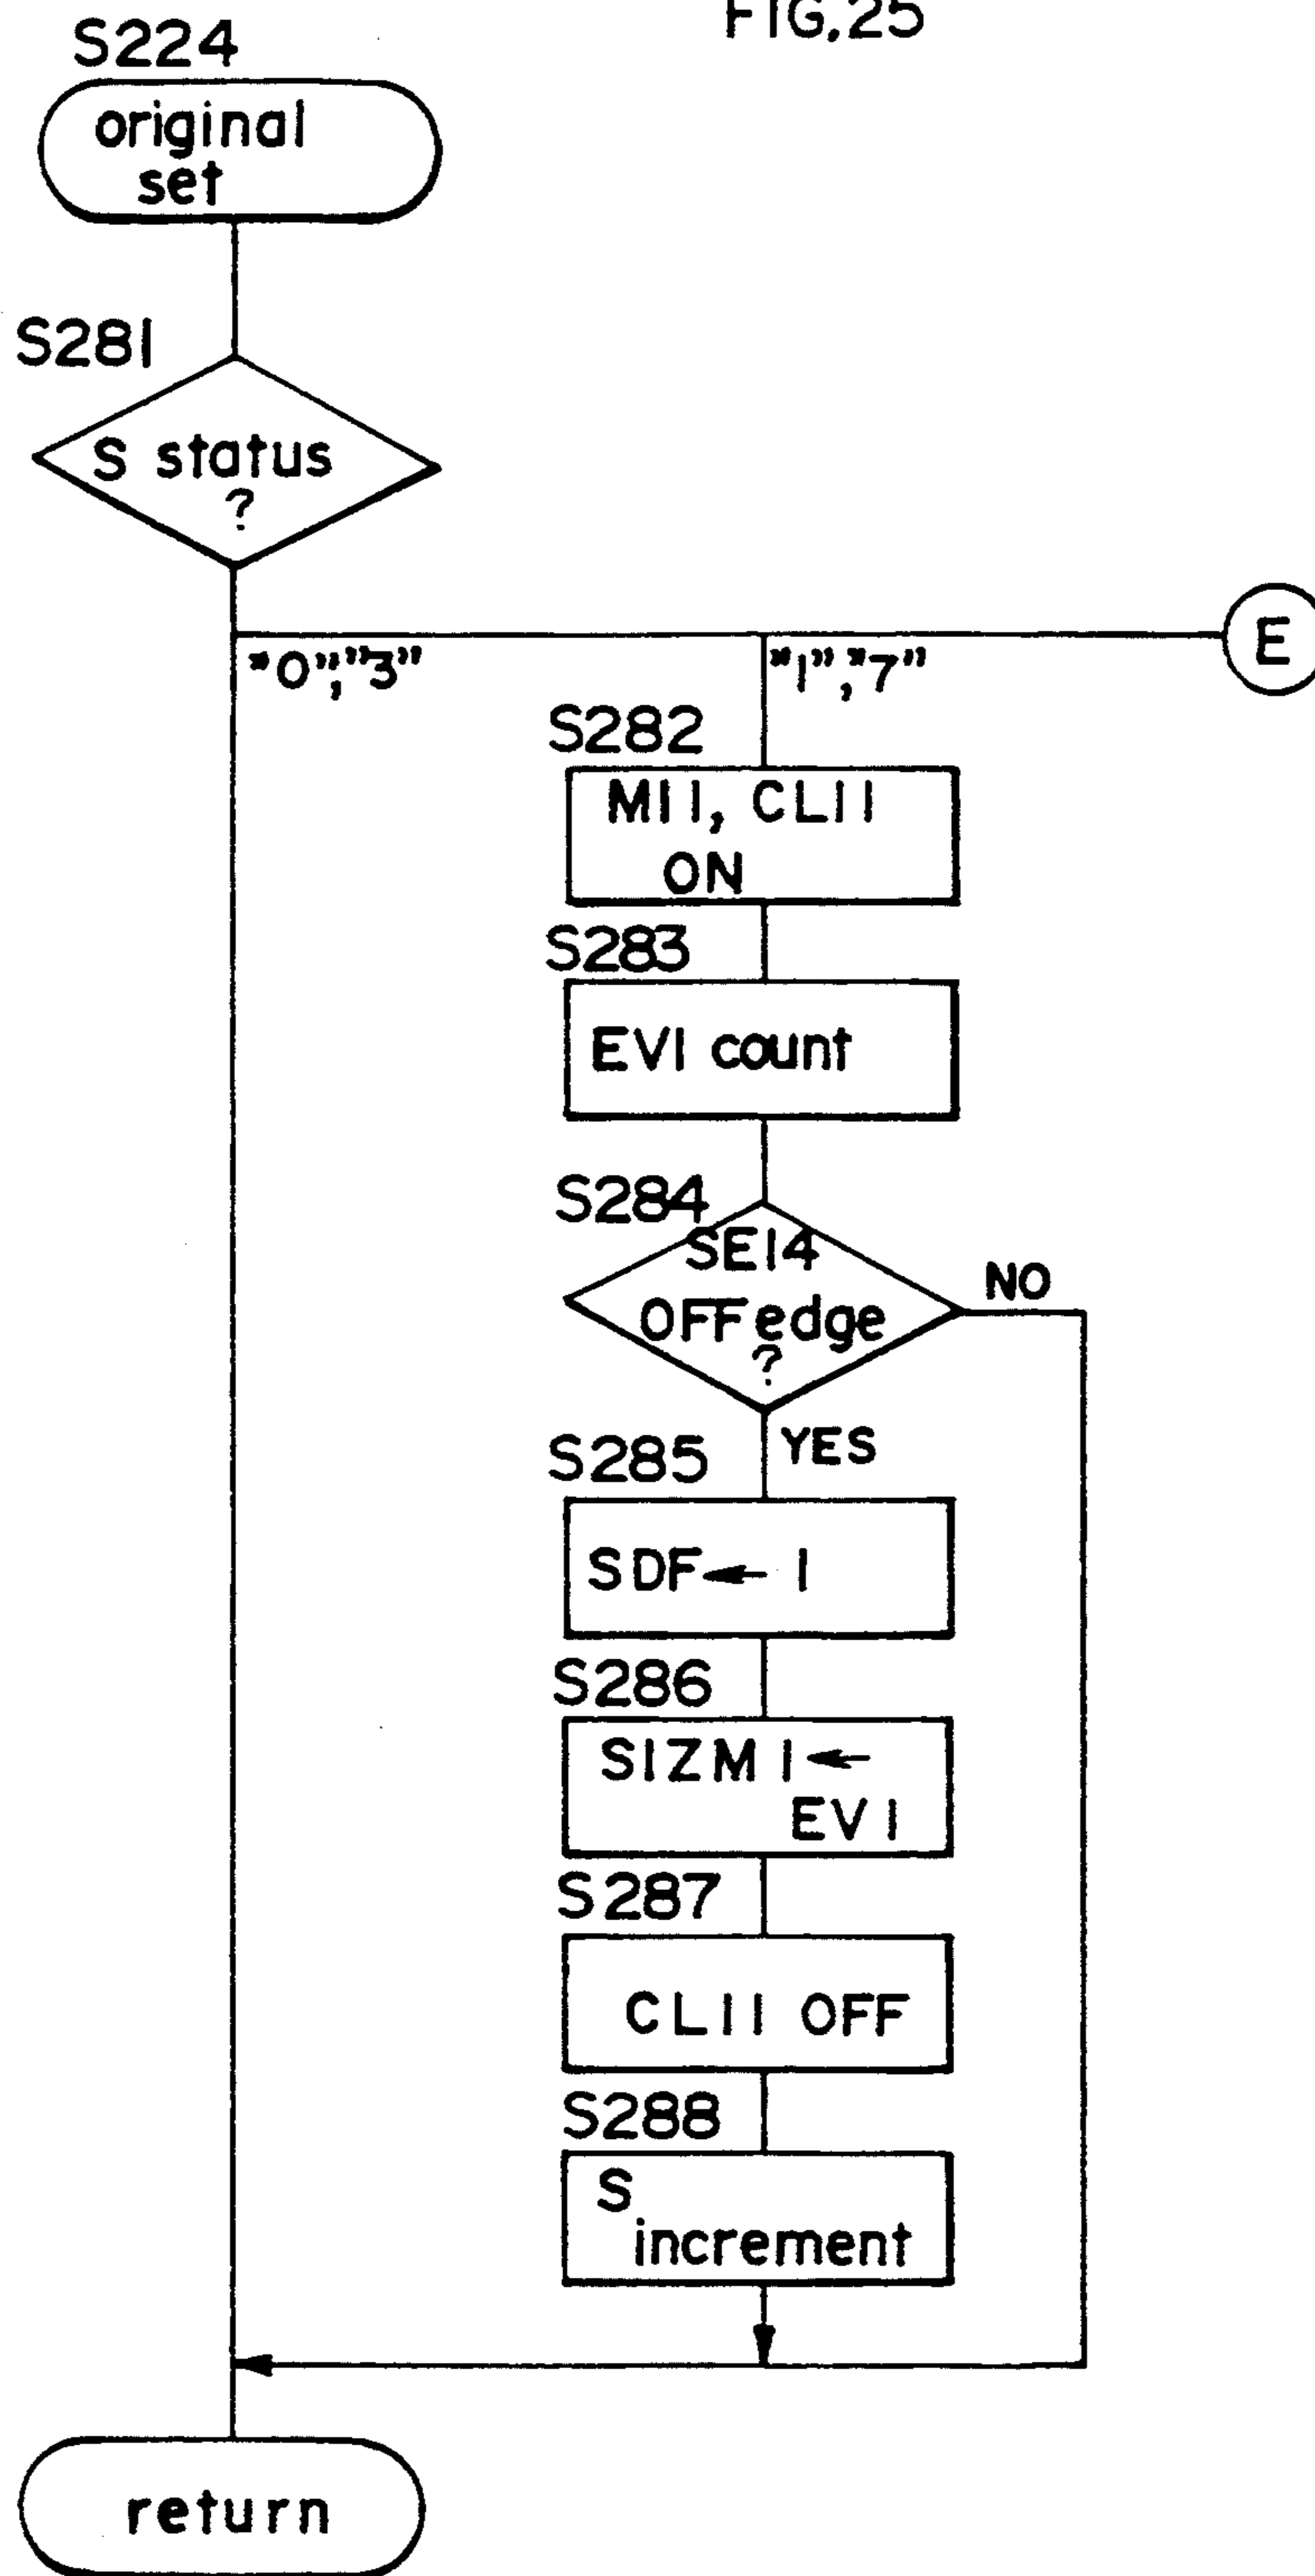 FIG.25
S224
original
set
S281
S status
?
"0","3"
"1","7"
E
S282
M11, CL11
ON
S283
EV1 count
S284
SE14
OFF edge
?
NO
YES
S285
SDF ← 1
S286
SIZM1 ←
EV1
S287
CL11 OFF
S288
S
increment
return